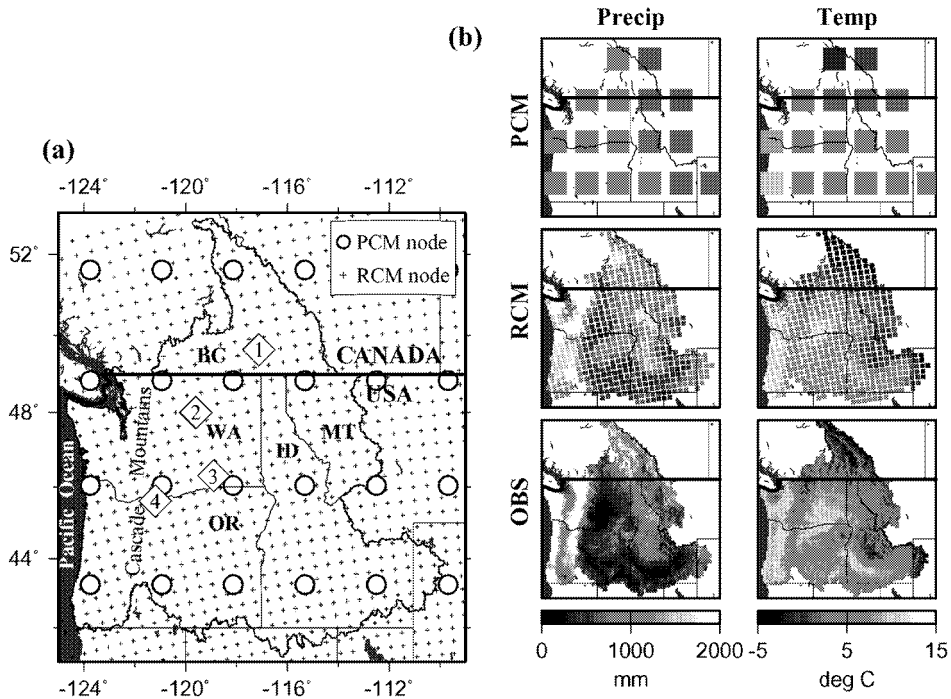 Precip Temp
(b)
PCM
(a)
-124° -120° -116° -112°
PCM node
RCM node
52°
RCM
BC 1 CANADA
USA
48°
2 WA
ID MT
Cascade Mountains
Pacific Ocean
3
4
OR
OBS
44°
-124° -120° -116° -112°
0 1000 2000
mm
-5 5 15
deg C